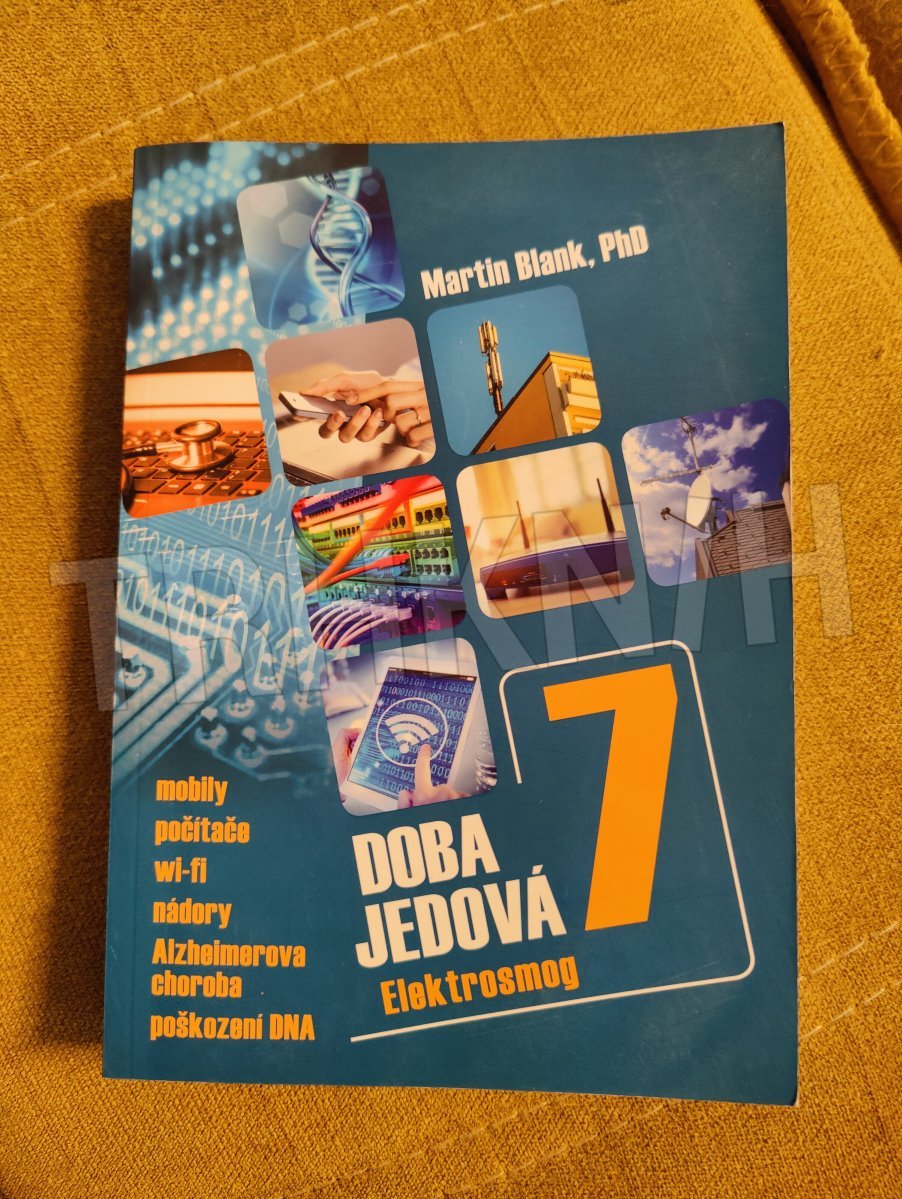 Martin Blank, PhD
7
DOBA
JEDOVÁ
Elektrosmog
mobily
počítače
wi-fi
nádory
Alzheimerova
choroba
poškození DNA